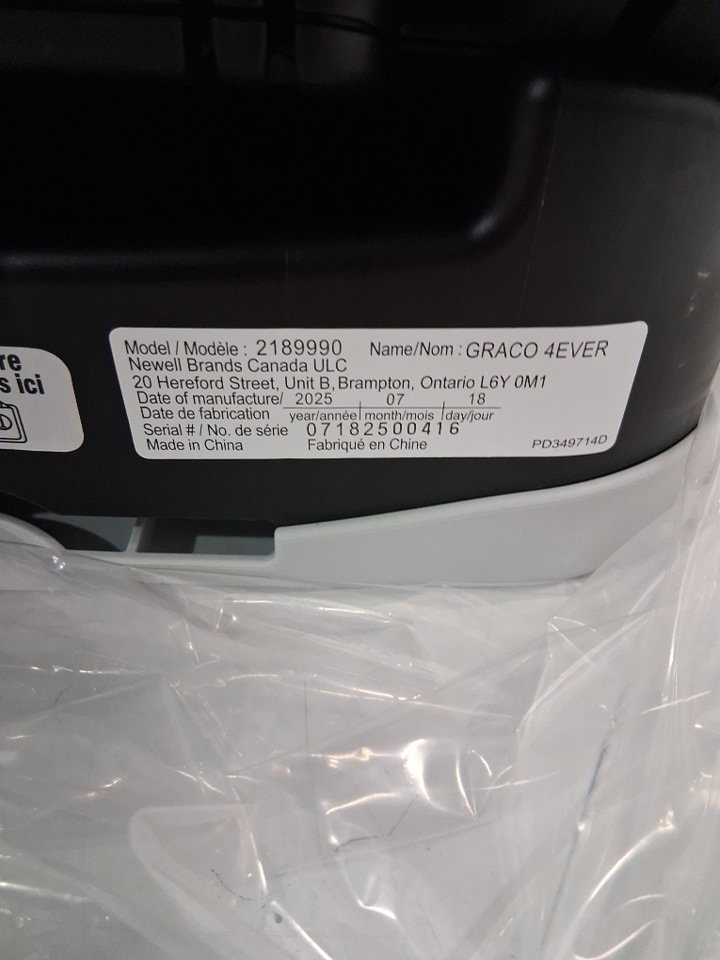 re
s ici
Model / Modèle : 2189990 Name/Nom : GRACO 4EVER
Newell Brands Canada ULC
20 Hereford Street, Unit B, Brampton, Ontario L6Y 0M1
Date of manufacture/ 2025 07 18
Date de fabrication year/année month/mois day/jour
Serial # / No. de série 07182500416
Made in China Fabriqué en Chine PD349714D